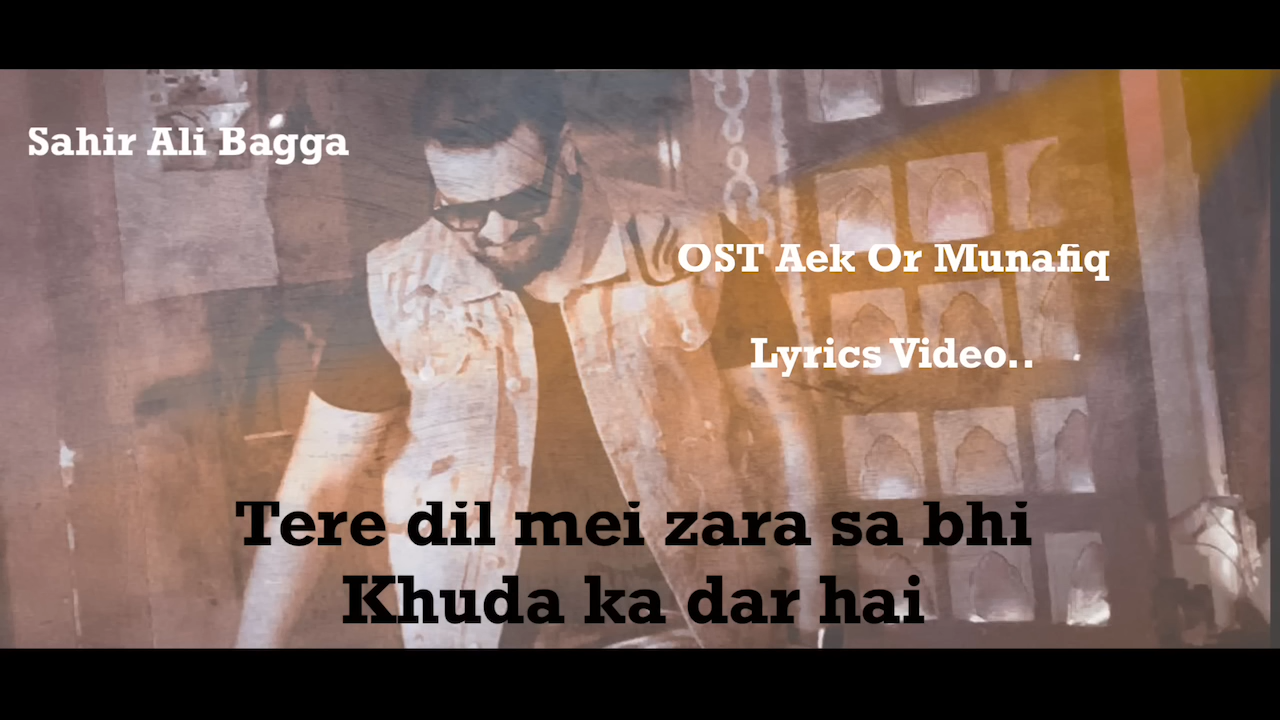 Sahir Ali Bagga
OST Aek Or Munafiq
Lyrics Video..
Tere dil mei zara sa bhi
Khuda ka dar hai